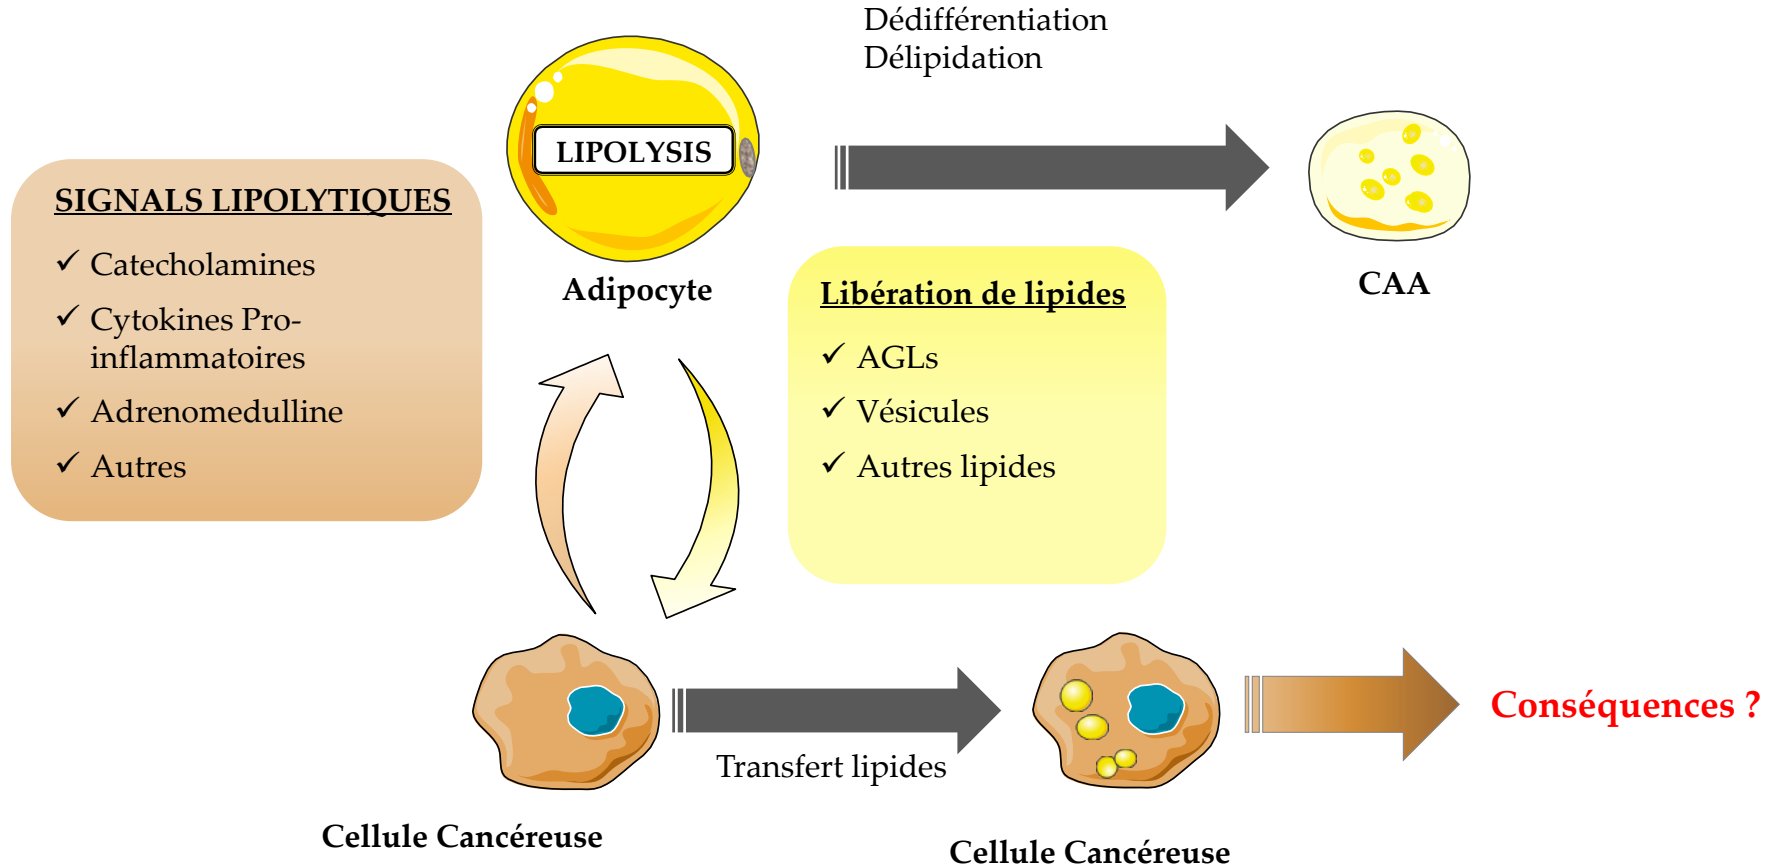 Dédifférentiation
Délipidation
LIPOLYSIS
Adipocyte
CAA
SIGNALS LIPOLYTIQUES
✓ Catecholamines
✓ Cytokines Pro-
inflammatoires
✓ Adrenomedulline
✓ Autres
Libération de lipides
✓ AGLs
✓ Vésicules
✓ Autres lipides
Transfert lipides
Conséquences ?
Cellule Cancéreuse
Cellule Cancéreuse